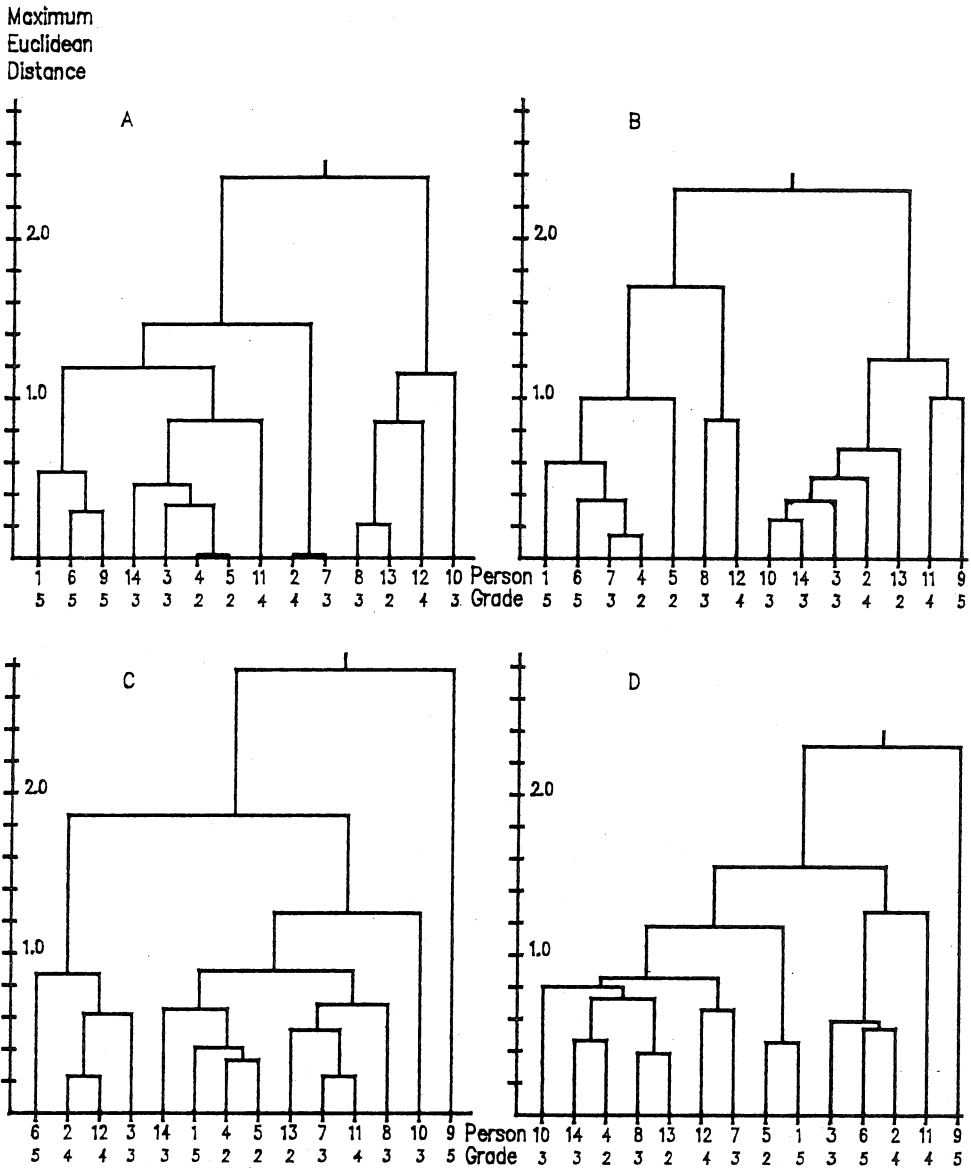 Maximum
Euclidean
Distance
A B
2.0 2.0
1.0 1.0
1 6 9 14 3 4 5 11 2 7 8 13 12 10 Person 1 6 7 4 5 8 12 10 14 3 2 13 11 9
5 5 5 3 3 2 2 4 4 3 3 2 4 3 Grade 5 5 3 2 2 3 4 3 3 3 4 2 4 5
C D
2.0 2.0
1.0 1.0
6 2 12 3 14 1 4 5 13 7 11 8 10 9 Person 10 14 4 8 13 12 7 5 1 3 6 2 11 9
5 4 4 3 3 5 2 2 2 3 4 3 3 5 Grade 3 3 2 3 2 4 3 2 5 3 5 4 4 5